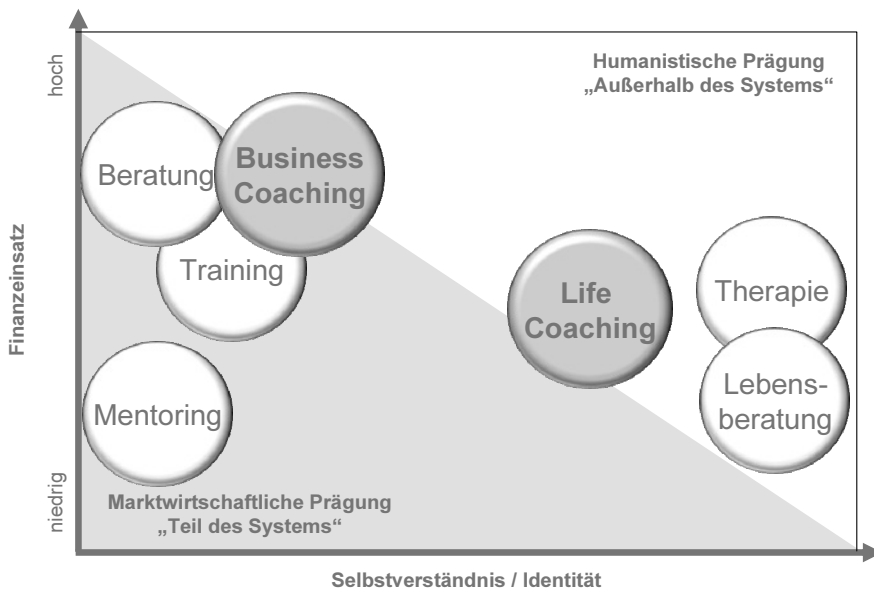 hoch
Humanistische Prägung
„Außerhalb des Systems“
Business
Coaching
Beratung
Training
Life
Coaching
Therapie
Lebens-
beratung
Mentoring
Finanzeinsatz
niedrig
Marktwirtschaftliche Prägung
„Teil des Systems“
Selbstverständnis / Identität